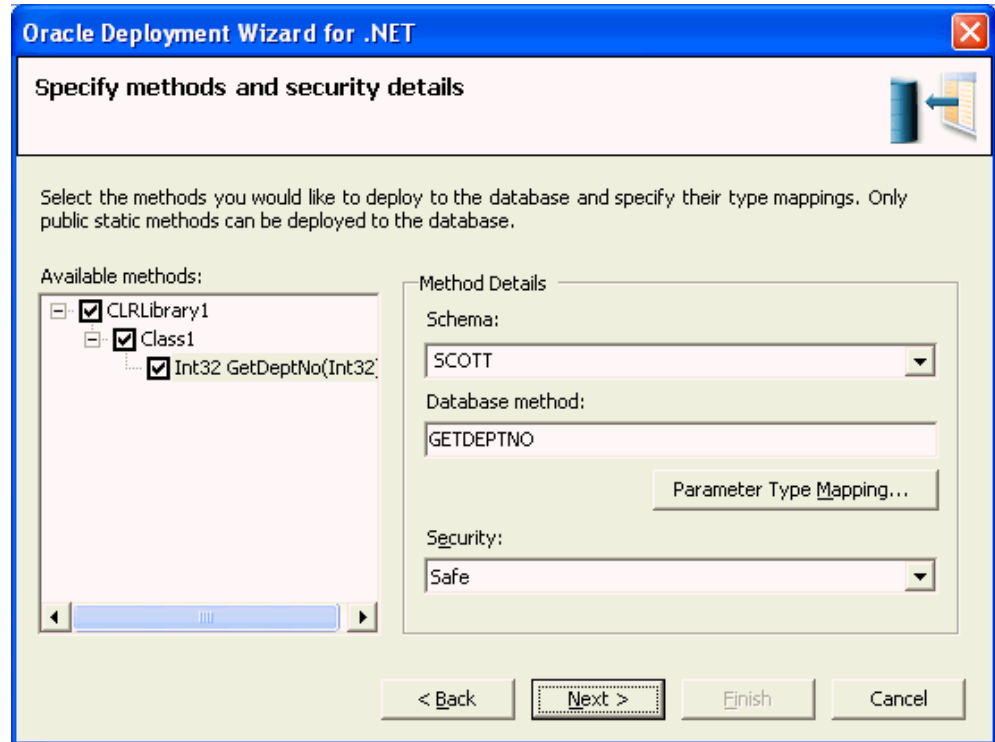 Oracle Deployment Wizard for .NET
Specify methods and security details
Select the methods you would like to deploy to the database and specify their type mappings. Only
public static methods can be deployed to the database.
Available methods:
CLRLibrary1
Class1
Int32 GetDeptNo(Int32)
Method Details
Schema:
SCOTT
Database method:
GETDEPTNO
Parameter Type Mapping...
Security:
Safe
< Back
Next >
Finish
Cancel